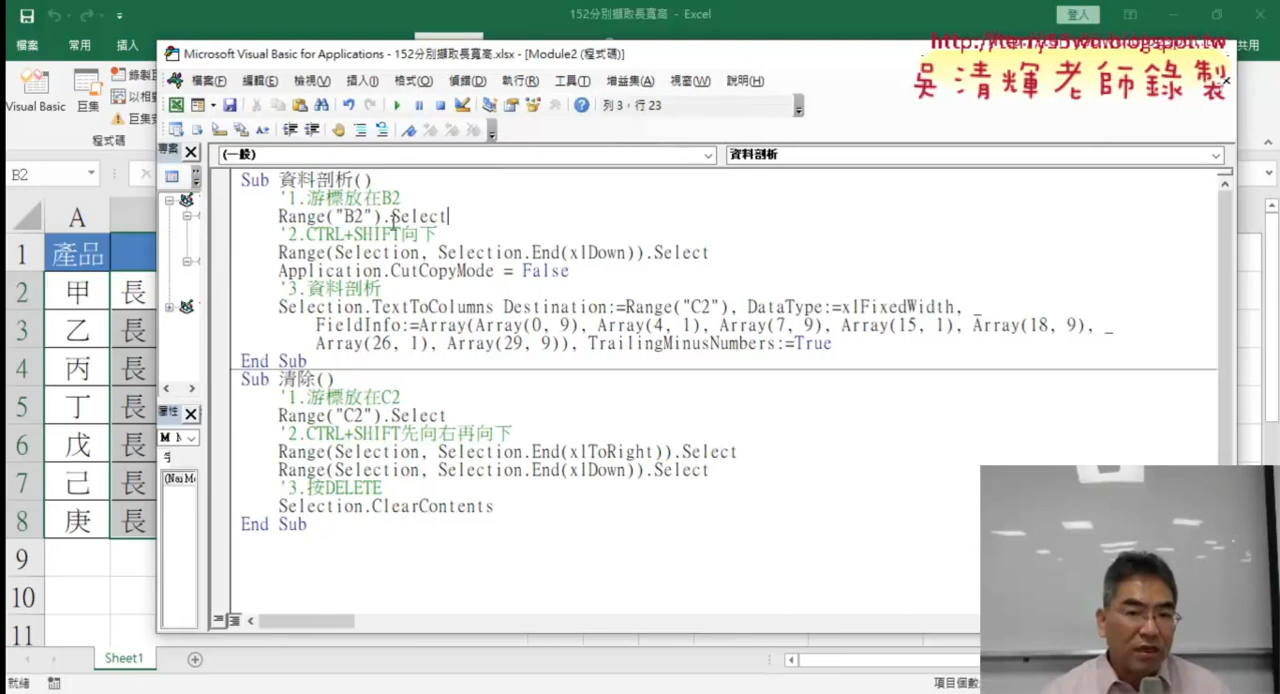 152分別擷取長寬高 - Excel
登入
檔案 常用 插入
共用
Microsoft Visual Basic for Applications - 152分別擷取長寬高.xlsx - [Module2 (程式碼)]
http://terry55wu.blogspot.tw
吳清輝老師錄製
檔案(F) 編輯(E) 檢視(V) 插入(I) 格式(O) 偵錯(D) 執行(R) 工具(T) 增益集(A) 視窗(W) 說明(H)
列 3，行 23
Visual Basic 巨集
程式碼
專案
(一般)
資料剖析
B2
Sub 資料剖析()
'1.游標放在B2
Range("B2").Select
'2.CTRL+SHIFT向下
Range(Selection, Selection.End(xlDown)).Select
Application.CutCopyMode = False
'3.資料剖析
Selection.TextToColumns Destination:=Range("C2"), DataType:=xlFixedWidth, _
FieldInfo:=Array(Array(0, 9), Array(4, 1), Array(7, 9), Array(15, 1), Array(18, 9), _
Array(26, 1), Array(29, 9)), TrailingMinusNumbers:=True
End Sub
Sub 清除()
'1.游標放在C2
Range("C2").Select
'2.CTRL+SHIFT先向右再向下
Range(Selection, Selection.End(xlToRight)).Select
Range(Selection, Selection.End(xlDown)).Select
'3.按DELETE
Selection.ClearContents
End Sub
A
1 產品
2 甲 長
3 乙 長
4 丙 長
5 丁 長
6 戊 長
7 己 長
8 庚 長
9
10
11
Sheet1
就緒
項目個數